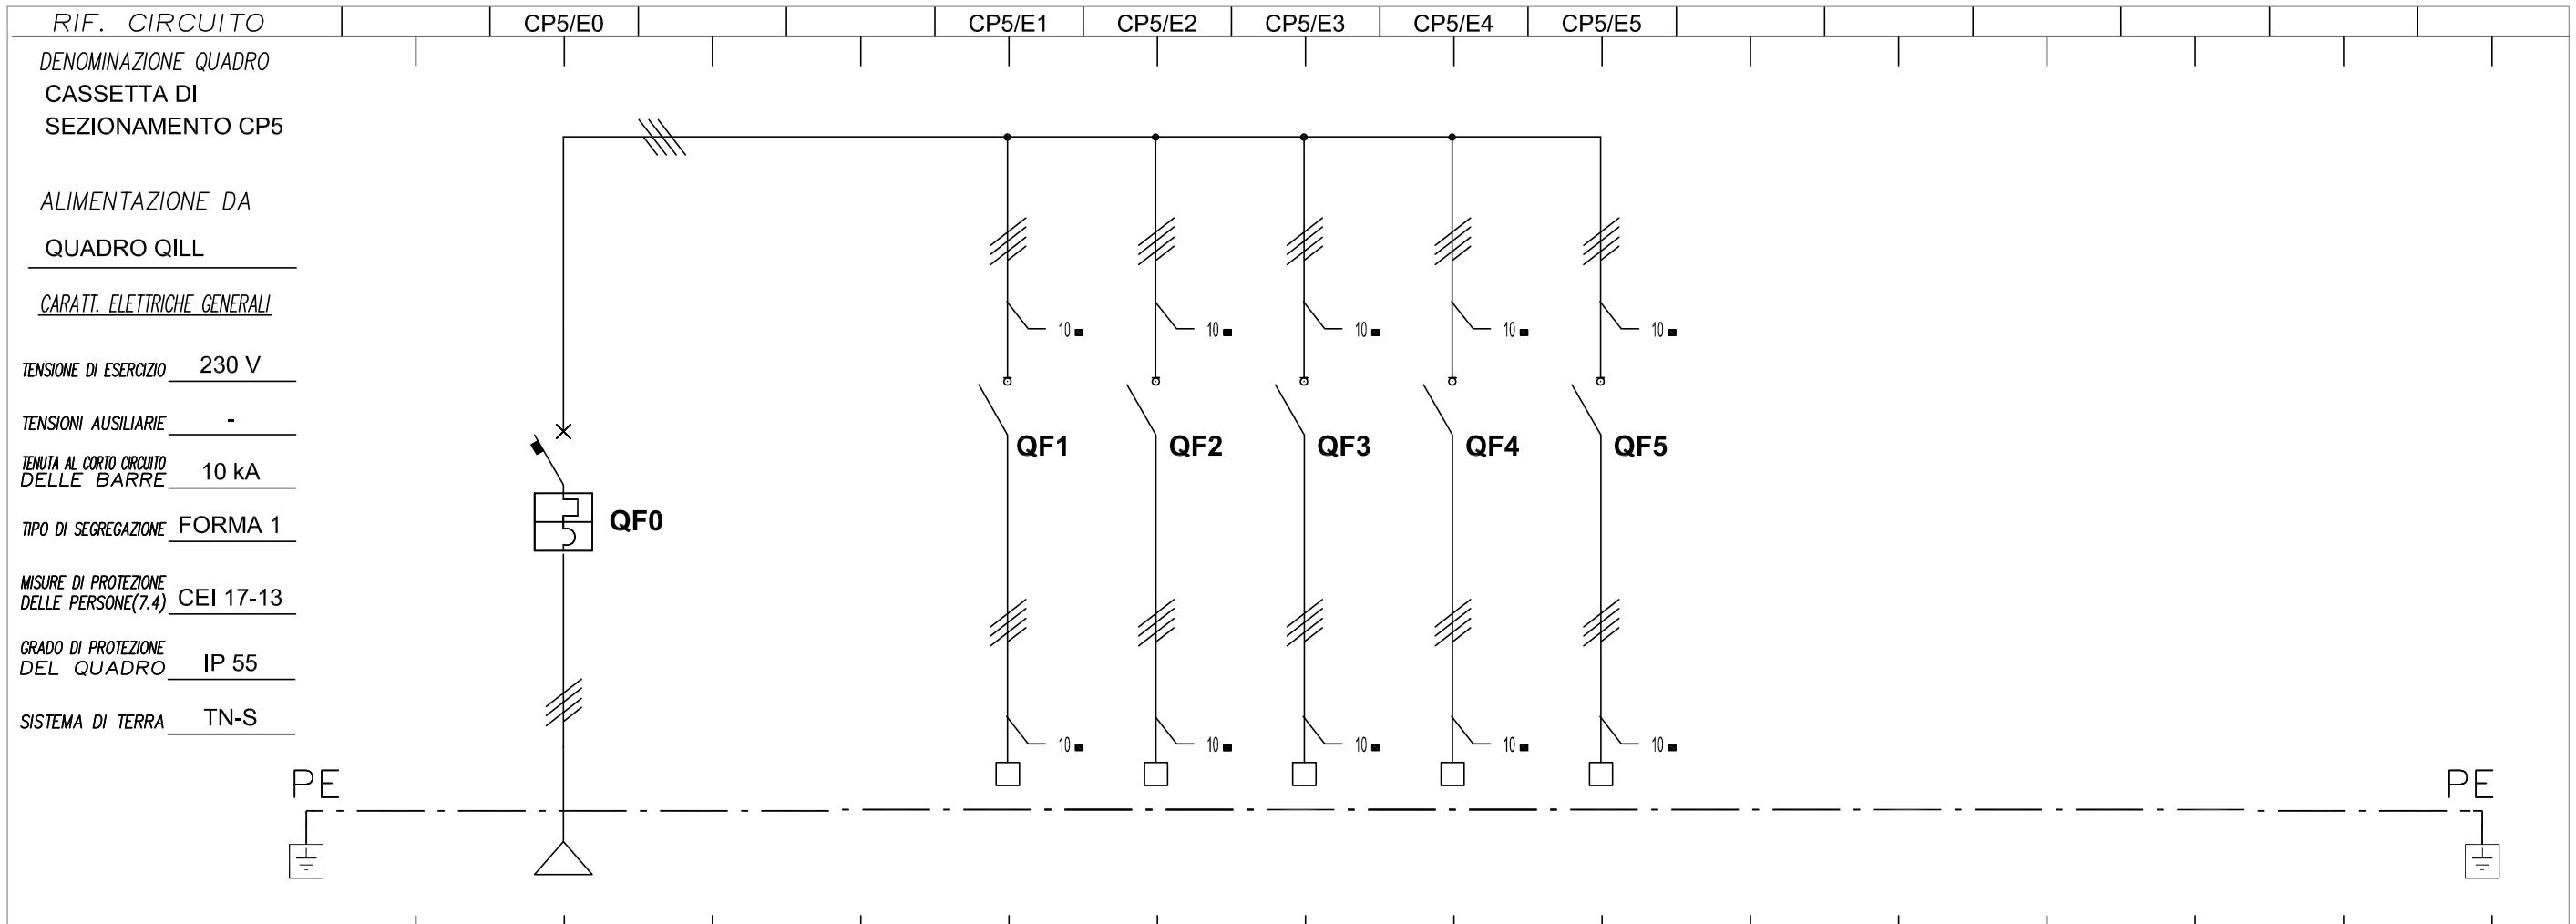 RIF. CIRCUITO CP5/E0 CP5/E1 CP5/E2 CP5/E3 CP5/E4 CP5/E5
DENOMINAZIONE QUADRO
CASSETTA DI
SEZIONAMENTO CP5
ALIMENTAZIONE DA
QUADRO QILL
CARATT. ELETTRICHE GENERALI
10 10 10 10 10
TENSIONE DI ESERCIZIO 230 V
TENSIONI AUSILIARIE -
QF1 QF2 QF3 QF4 QF5
TENUTA AL CORTO CIRCUITO
DELLE BARRE 10 kA
TIPO DI SEGREGAZIONE FORMA 1
QF0
MISURE DI PROTEZIONE
DELLE PERSONE(7.4) CEI 17-13
GRADO DI PROTEZIONE
DEL QUADRO IP 55
SISTEMA DI TERRA TN-S
10 10 10 10 10
PE PE